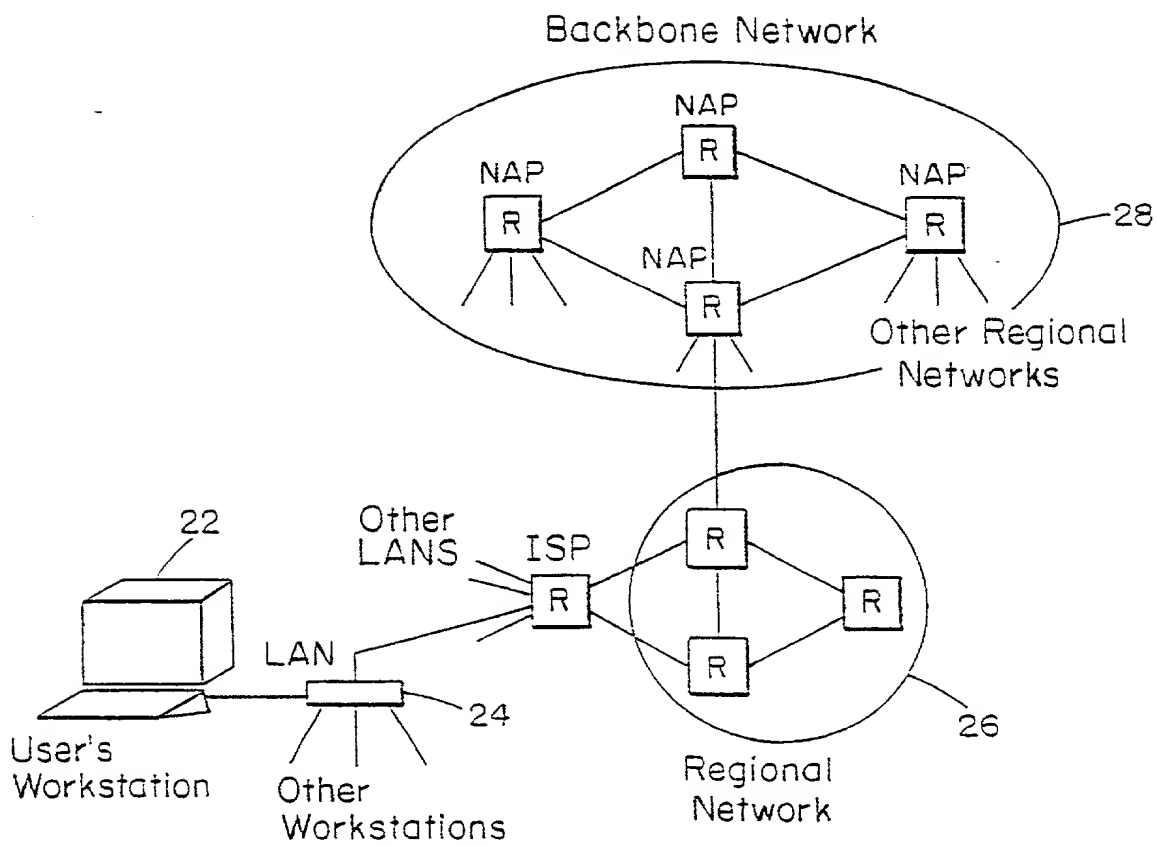 Backbone Network
NAP
R
NAP
R
NAP
R
28
NAP
R
Other Regional
Networks
22
Other
LANS
ISP
R
R
R
R
LAN
24
26
User's
Workstation
Other
Workstations
Regional
Network